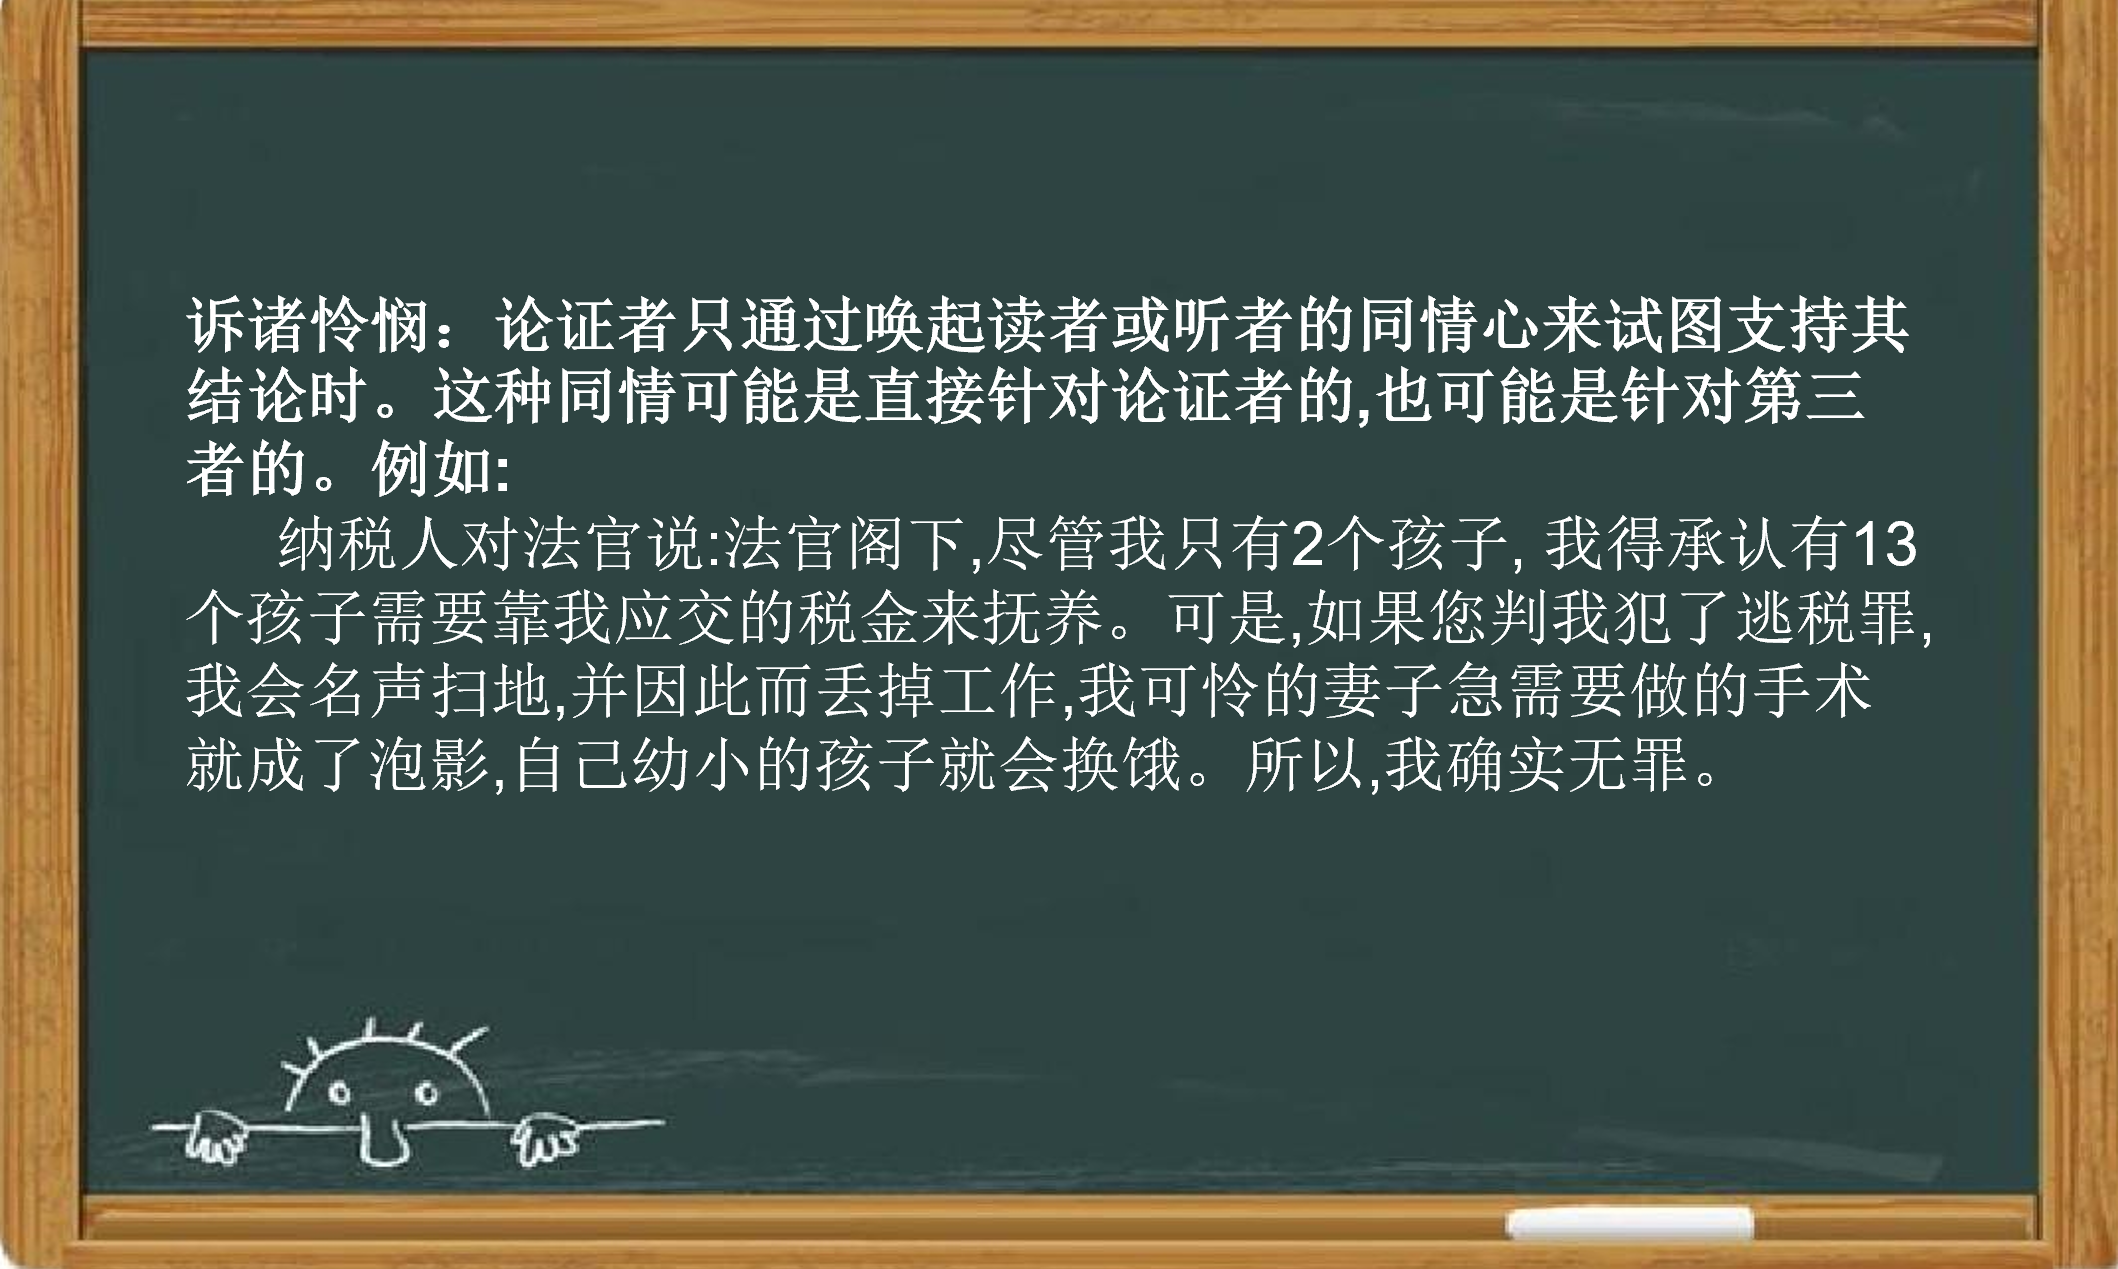 诉诸怜悯：论证者只通过唤起读者或听者的同情心来试图支持其
结论时。这种同情可能是直接针对论证者的,也可能是针对第三
者的。例如:
纳税人对法官说:法官阁下,尽管我只有2个孩子, 我得承认有13
个孩子需要靠我应交的税金来抚养。可是,如果您判我犯了逃税罪,
我会名声扫地,并因此而丢掉工作,我可怜的妻子急需要做的手术
就成了泡影,自己幼小的孩子就会换饿。所以,我确实无罪。